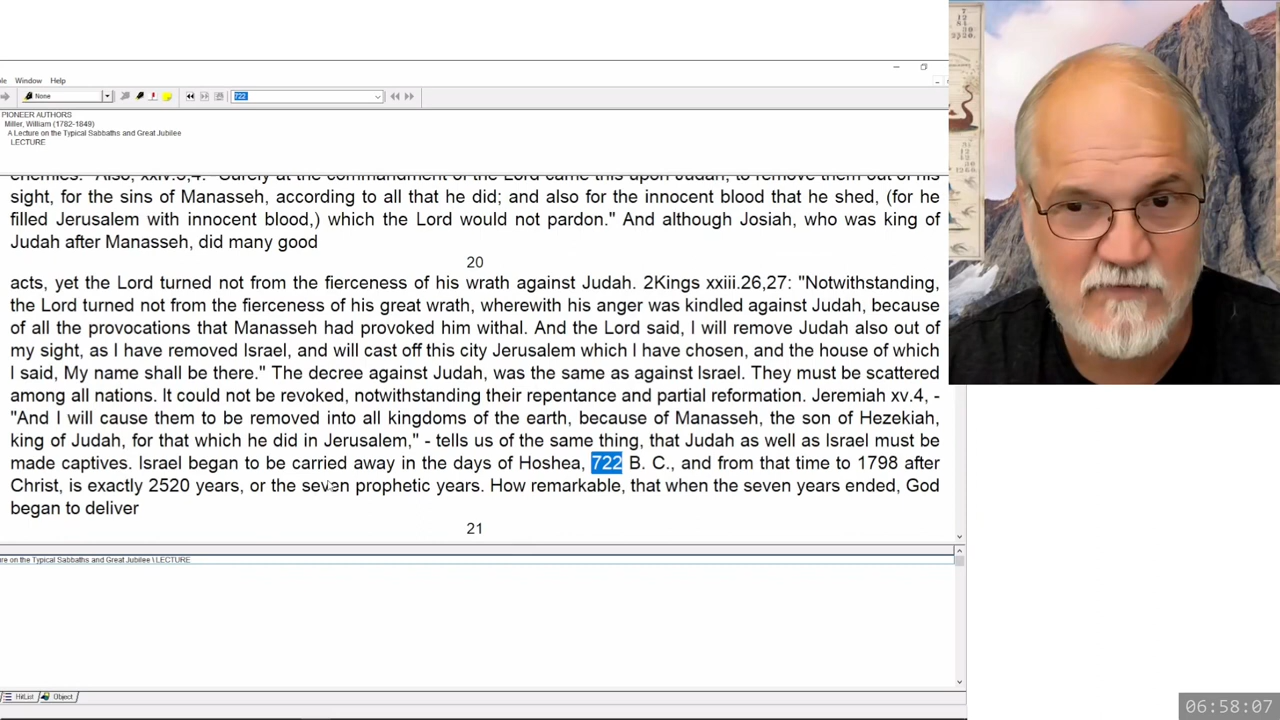 le Window Help
None
722
PIONEER AUTHORS
Miller, William (1782-1849)
A Lecture on the Typical Sabbaths and Great Jubilee
LECTURE
sight, for the sins of Manasseh, according to all that he did; and also for the innocent blood that he shed, (for he
filled Jerusalem with innocent blood,) which the Lord would not pardon." And although Josiah, who was king of
Judah after Manasseh, did many good
20
acts, yet the Lord turned not from the fierceness of his wrath against Judah. 2Kings xxiii.26,27: "Notwithstanding,
the Lord turned not from the fierceness of his great wrath, wherewith his anger was kindled against Judah, because
of all the provocations that Manasseh had provoked him withal. And the Lord said, I will remove Judah also out of
my sight, as I have removed Israel, and will cast off this city Jerusalem which I have chosen, and the house of which
I said, My name shall be there." The decree against Judah, was the same as against Israel. They must be scattered
among all nations. It could not be revoked, notwithstanding their repentance and partial reformation. Jeremiah xv.4, -
"And I will cause them to be removed into all kingdoms of the earth, because of Manasseh, the son of Hezekiah,
king of Judah, for that which he did in Jerusalem," - tells us of the same thing, that Judah as well as Israel must be
made captives. Israel began to be carried away in the days of Hoshea, 722 B. C., and from that time to 1798 after
Christ, is exactly 2520 years, or the seven prophetic years. How remarkable, that when the seven years ended, God
began to deliver
21
re on the Typical Sabbaths and Great Jubilee \ LECTURE
HitList Object
06:58:07